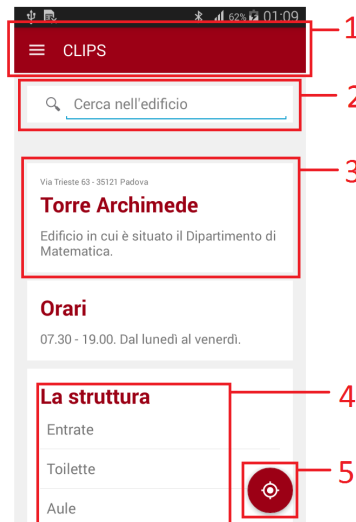 62% 01:09
1
CLIPS
2
Cerca nell'edificio
3
Via Trieste 63 - 35121 Padova
Torre Archimede
Edificio in cui è situato il Dipartimento di
Matematica.
Orari
07.30 - 19.00. Dal lunedì al venerdì.
La struttura
4
Entrate
Toilette
5
Aule